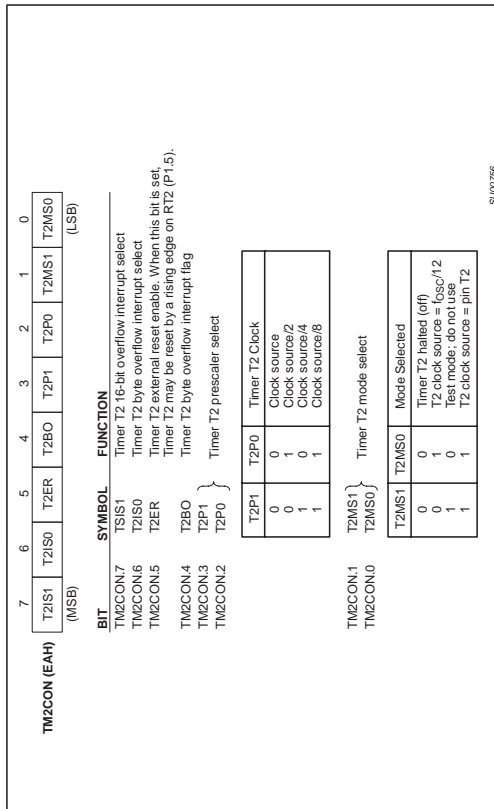 7 6 5 4 3 2 1 0
TM2CON (EAH) T2IS1 T2IS0 T2ER T2BO T2P1 T2P0 T2MS1 T2MS0
(MSB) (LSB)
BIT SYMBOL FUNCTION
TM2CON.7 TSIS1 Timer T2 16-bit overflow interrupt select
TM2CON.6 T2IS0 Timer T2 byte overflow interrupt select
TM2CON.5 T2ER Timer T2 external reset enable. When this bit is set,
Timer T2 may be reset by a rising edge on RT2 (P1.5).
TM2CON.4 T2BO Timer T2 byte overflow interrupt flag
TM2CON.3 T2P1
Timer T2 prescaler select
TM2CON.2 T2P0
T2P1 T2P0 Timer T2 Clock
0 0 Clock source
0 1 Clock source/2
1 0 Clock source/4
1 1 Clock source/8
TM2CON.1 T2MS1
Timer T2 mode select
TM2CON.0 T2MS0
T2MS1 T2MS0 Mode Selected
0 0 Timer T2 halted (off)
0 1 T2 clock source = fOSC/12
1 0 Test mode; do not use
1 1 T2 clock source = pin T2
SU00756